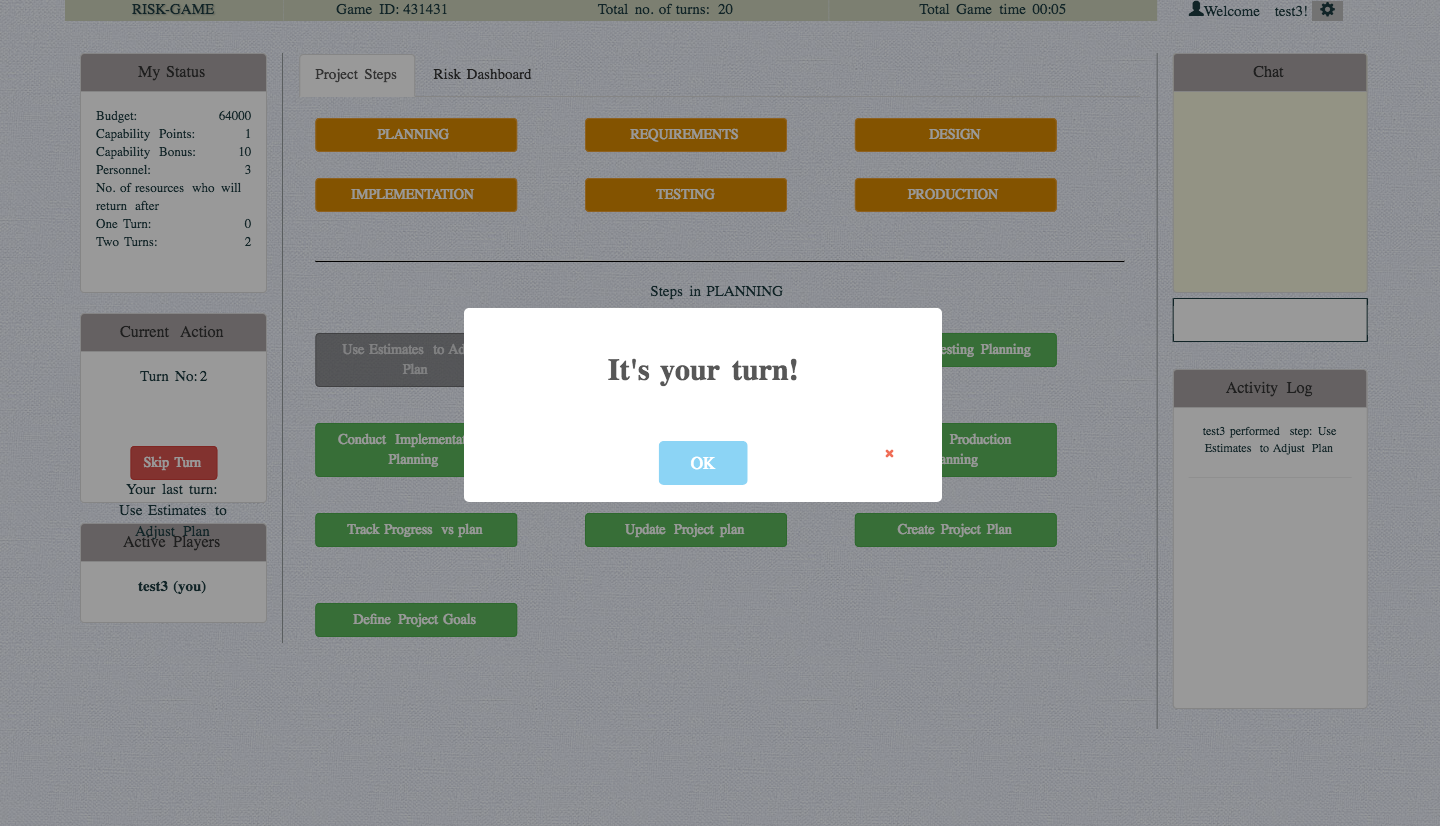 RISK-GAME
Game ID: 431431
Total no. of turns: 20
Total Game time 00:05
Welcome test3!
My Status
Budget: 64000
Capability Points: 1
Capability Bonus: 10
Personnel: 3
No. of resources who will
return after
One Turn: 0
Two Turns: 2
Current Action
Turn No: 2
Skip Turn
Your last turn:
Use Estimates to
Adjust Plan
Active Players
test3 (you)
Project Steps
Risk Dashboard
PLANNING
REQUIREMENTS
DESIGN
IMPLEMENTATION
TESTING
PRODUCTION
Steps in PLANNING
Use Estimates to Ad
Plan
esting Planning
Conduct Implementat
Planning
Production
anning
Track Progress vs plan
Update Project plan
Create Project Plan
Define Project Goals
It's your turn!
OK
Chat
Activity Log
test3 performed step: Use
Estimates to Adjust Plan